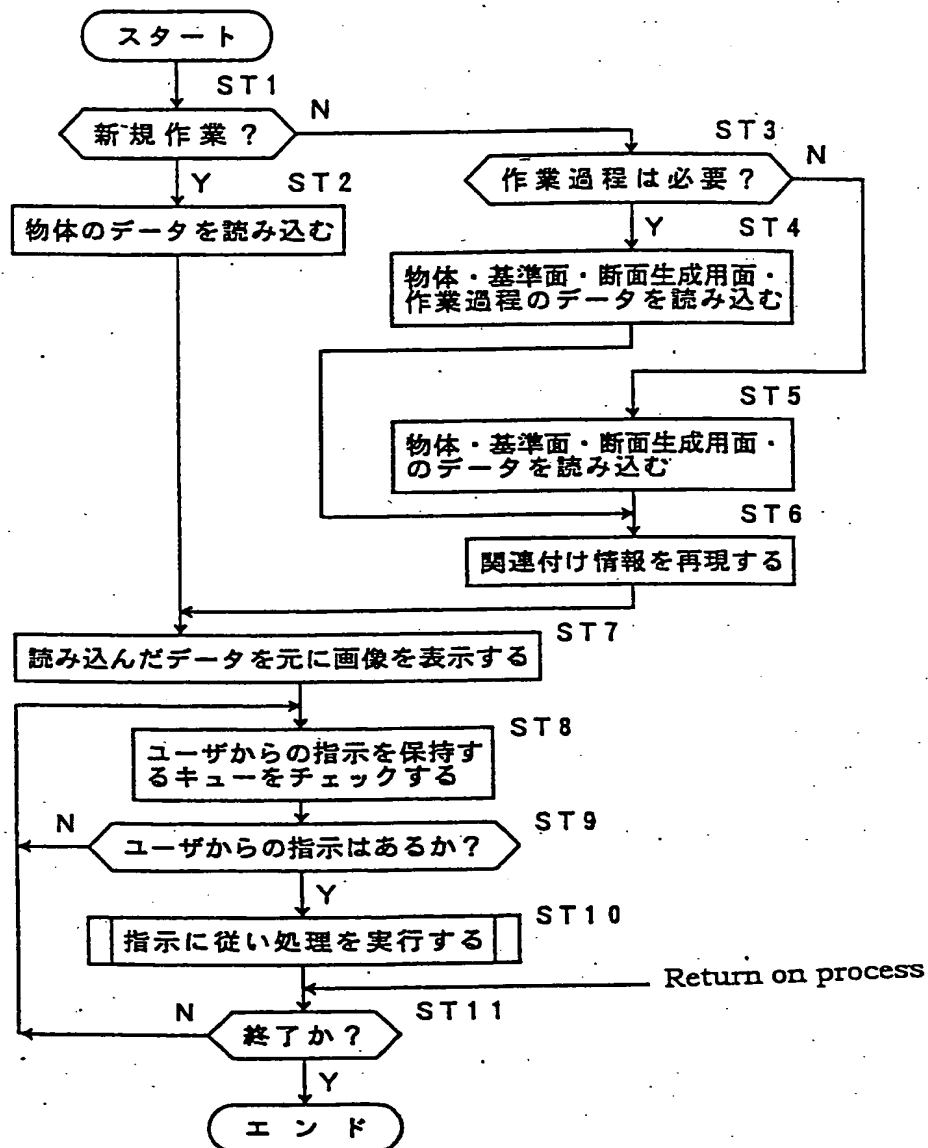 スタート
ST1
新規作業?
N
Y
ST2
物体のデータを読み込む
ST3
作業過程は必要?
N
Y
ST4
物体・基準面・断面生成用面・
作業過程のデータを読み込む
ST5
物体・基準面・断面生成用面・
のデータを読み込む
ST6
関連付け情報を再現する
ST7
読み込んだデータを元に画像を表示する
ST8
ユーザからの指示を保持す
るキューをチェックする
ST9
N
ユーザからの指示はあるか?
Y
ST10
指示に従い処理を実行する
Return on process
ST11
N
終了か?
Y
エンド